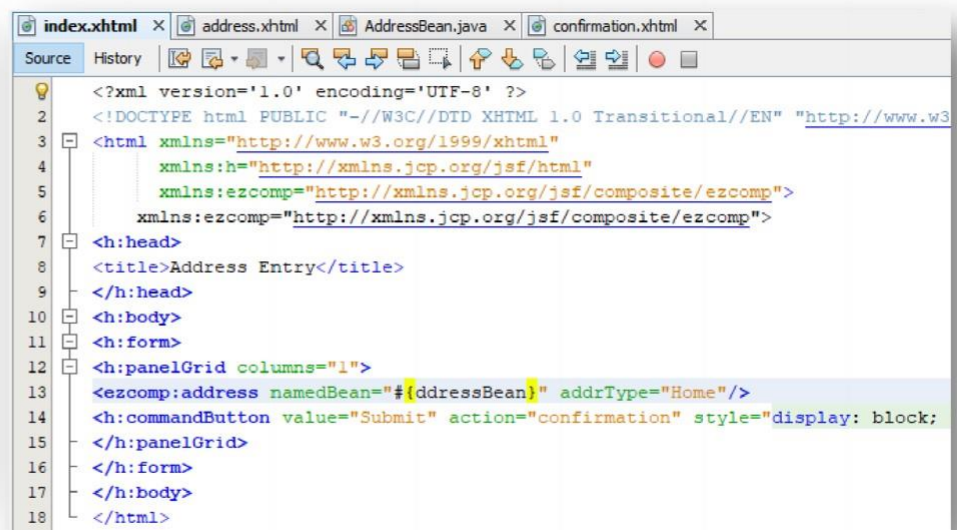 index.xhtml address.xhtml AddressBean.java confirmation.xhtml
Source History
<?xml version='1.0' encoding='UTF-8' ?>
2 <!DOCTYPE html PUBLIC "-//W3C//DTD XHTML 1.0 Transitional//EN" "http://www.w3
3 <html xmlns="http://www.w3.org/1999/xhtml"
4 xmlns:h="http://xmlns.jcp.org/jsf/html"
5 xmlns:ezcomp="http://xmlns.jcp.org/jsf/composite/ezcomp">
6 xmlns:ezcomp="http://xmlns.jcp.org/jsf/composite/ezcomp">
7 <h:head>
8 <title>Address Entry</title>
9 </h:head>
10 <h:body>
11 <h:form>
12 <h:panelGrid columns="1">
13 <ezcomp:address namedBean="#{ddressBean}" addrType="Home"/>
14 <h:commandButton value="Submit" action="confirmation" style="display: block;
15 </h:panelGrid>
16 </h:form>
17 </h:body>
18 </html>